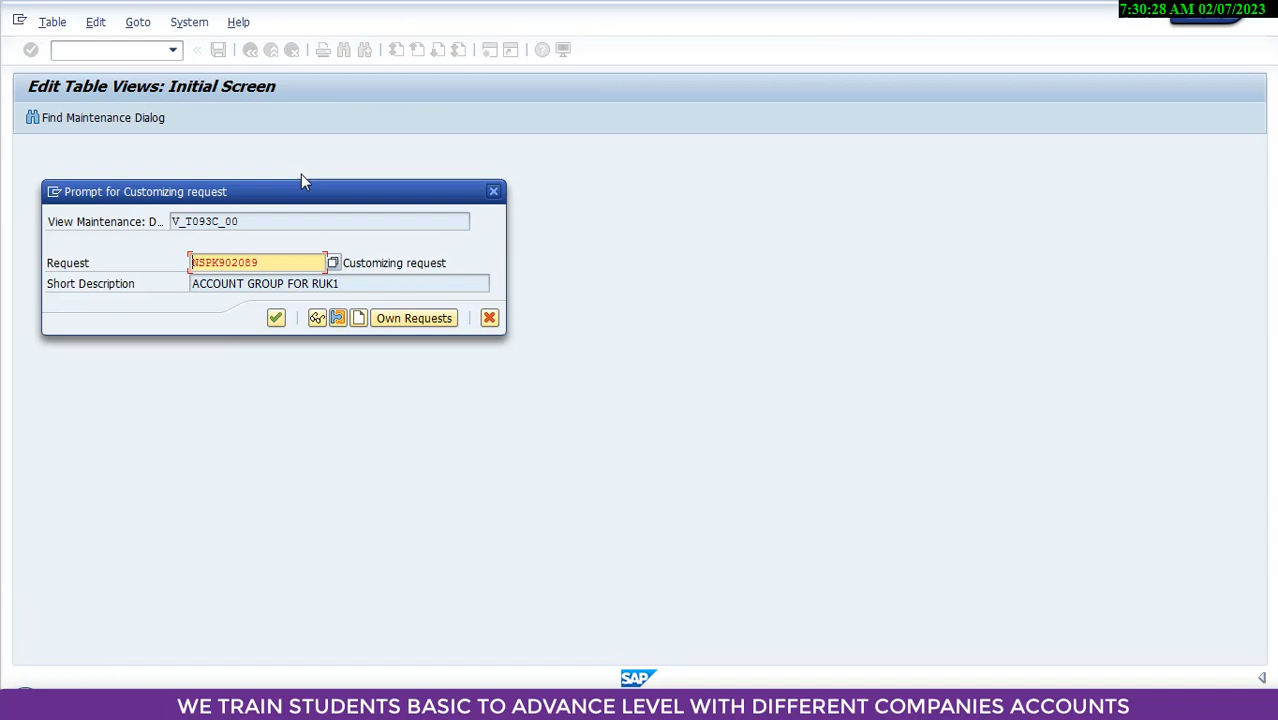 7:30:28 AM 02/07/2023
Table Edit Goto System Help
Edit Table Views: Initial Screen
Find Maintenance Dialog
Prompt for Customizing request
View Maintenance: D... V_T093C_00
Request NSPK902089 Customizing request
Short Description ACCOUNT GROUP FOR RUK1
Own Requests
SAP
WE TRAIN STUDENTS BASIC TO ADVANCE LEVEL WITH DIFFERENT COMPANIES ACCOUNTS